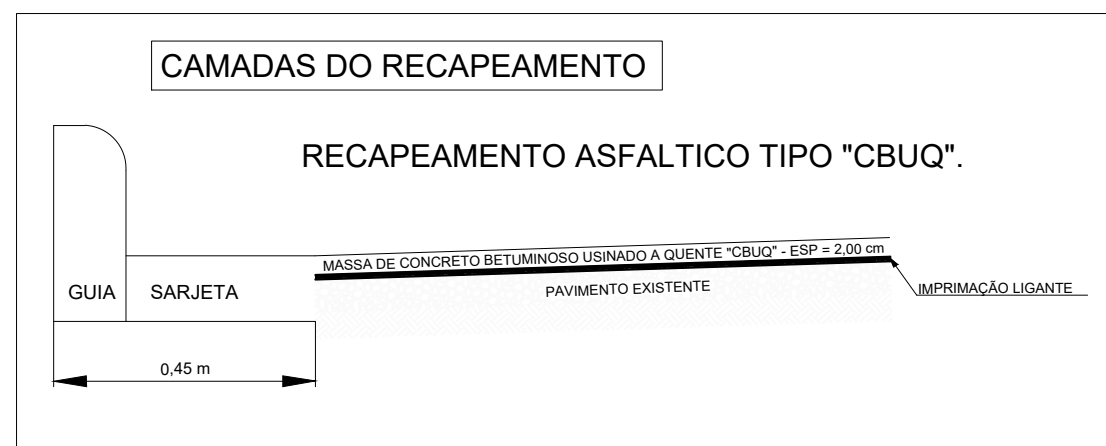 CAMADAS DO RECAPEAMENTO
RECAPEAMENTO ASFALTICO TIPO "CBUQ".
MASSA DE CONCRETO BETUMINOSO USINADO A QUENTE "CBUQ" - ESP = 2,00 cm
GUIA
SARJETA
PAVIMENTO EXISTENTE
IMPRIMAÇÃO LIGANTE
0,45 m